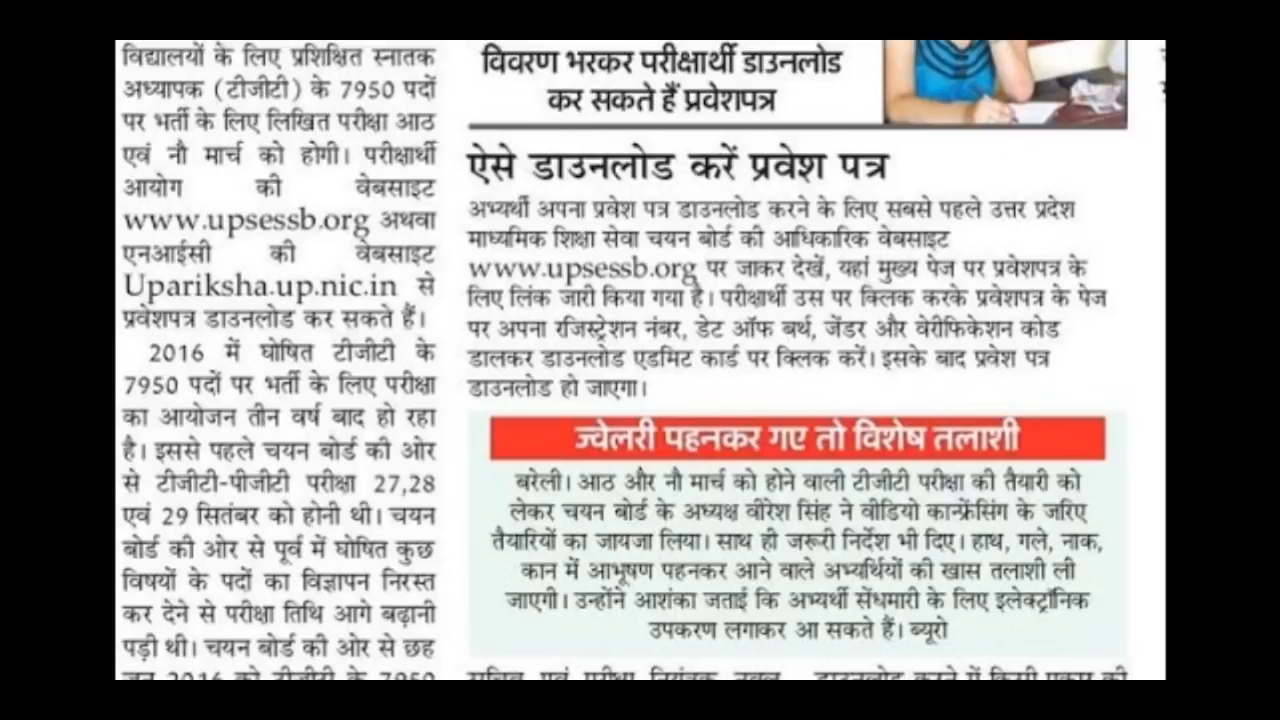 विद्यालयों के लिए प्रशिक्षित स्नातक
अध्यापक (टीजीटी) के 7950 पदों
पर भर्ती के लिए लिखित परीक्षा आठ
एवं नौ मार्च को होगी। परीक्षार्थी
आयोग की वेबसाइट
www.upsessb.org अथवा
एनआईसी की वेबसाइट
Upariksha.up.nic.in से
प्रवेशपत्र डाउनलोड कर सकते हैं।
2016 में घोषित टीजीटी के
7950 पदों पर भर्ती के लिए परीक्षा
का आयोजन तीन वर्ष बाद हो रहा
है। इससे पहले चयन बोर्ड की ओर
से टीजीटी-पीजीटी परीक्षा 27,28
एवं 29 सितंबर को होनी थी। चयन
बोर्ड की ओर से पूर्व में घोषित कुछ
विषयों के पदों का विज्ञापन निरस्त
कर देने से परीक्षा तिथि आगे बढ़ानी
पड़ी थी। चयन बोर्ड की ओर से छह
जून 2016 को टीजीटी के 7950
विवरण भरकर परीक्षार्थी डाउनलोड
कर सकते हैं प्रवेशपत्र
ऐसे डाउनलोड करें प्रवेश पत्र
अभ्यर्थी अपना प्रवेश पत्र डाउनलोड करने के लिए सबसे पहले उत्तर प्रदेश
माध्यमिक शिक्षा सेवा चयन बोर्ड की आधिकारिक वेबसाइट
www.upsessb.org पर जाकर देखें, यहां मुख्य पेज पर प्रवेशपत्र के
लिए लिंक जारी किया गया है। परीक्षार्थी उस पर क्लिक करके प्रवेशपत्र के पेज
पर अपना रजिस्ट्रेशन नंबर, डेट ऑफ बर्थ, जेंडर और वेरीफिकेशन कोड
डालकर डाउनलोड एडमिट कार्ड पर क्लिक करें। इसके बाद प्रवेश पत्र
डाउनलोड हो जाएगा।
ज्वेलरी पहनकर गए तो विशेष तलाशी
बरेली। आठ और नौ मार्च को होने वाली टीजीटी परीक्षा की तैयारी को
लेकर चयन बोर्ड के अध्यक्ष वीरेश सिंह ने वीडियो कान्फ्रेंसिंग के जरिए
तैयारियों का जायजा लिया। साथ ही जरूरी निर्देश भी दिए। हाथ, गले, नाक,
कान में आभूषण पहनकर आने वाले अभ्यर्थियों की खास तलाशी ली
जाएगी। उन्होंने आशंका जताई कि अभ्यर्थी सेंधमारी के लिए इलेक्ट्रॉनिक
उपकरण लगाकर आ सकते हैं। ब्यूरो